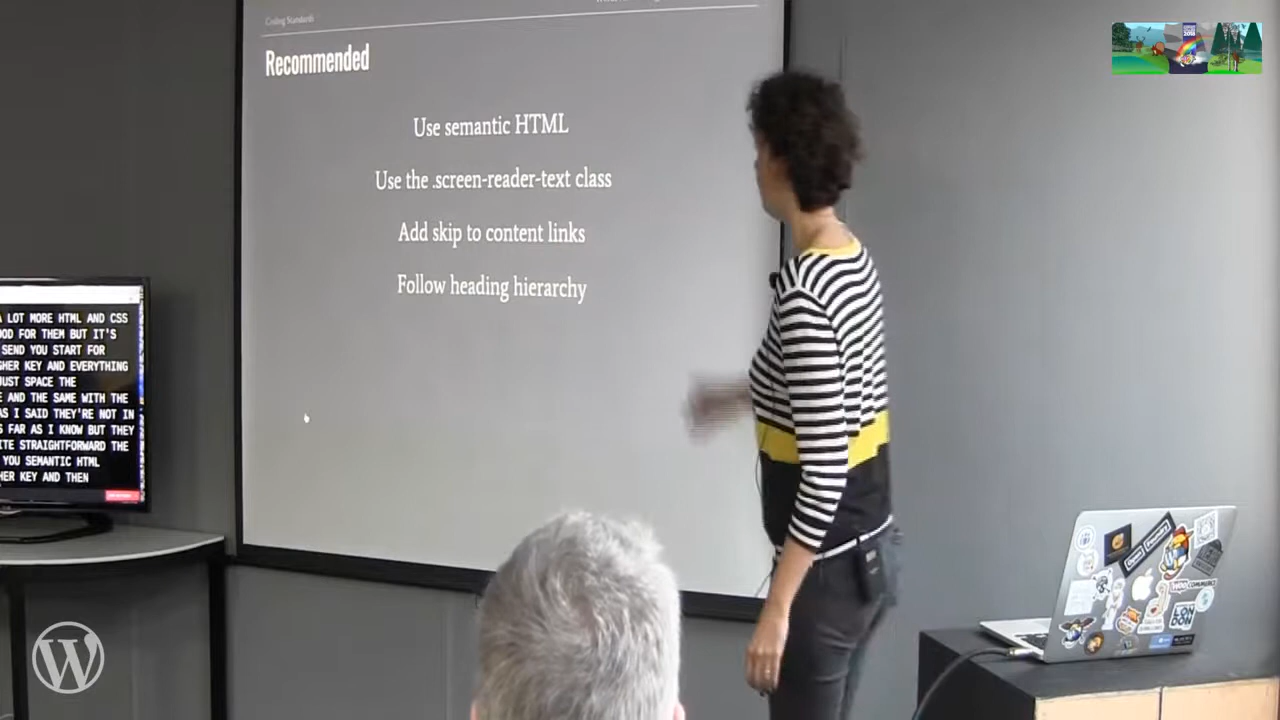 Coding Standards
Recommended
Use semantic HTML
Use the .screen-reader-text class
Add skip to content links
Follow heading hierarchy
A LOT MORE HTML AND CSS
OOD FOR THEM BUT IT'S
SEND YOU START FOR
GHER KEY AND EVERYTHING
JUST SPACE THE
E AND THE SAME WITH THE
AS I SAID THEY'RE NOT IN
S FAR AS I KNOW BUT THEY
ITE STRAIGHTFORWARD THE
YOU SEMANTIC HTML
HER KEY AND THEN
WOOCOMMERCE
LON
DON
W